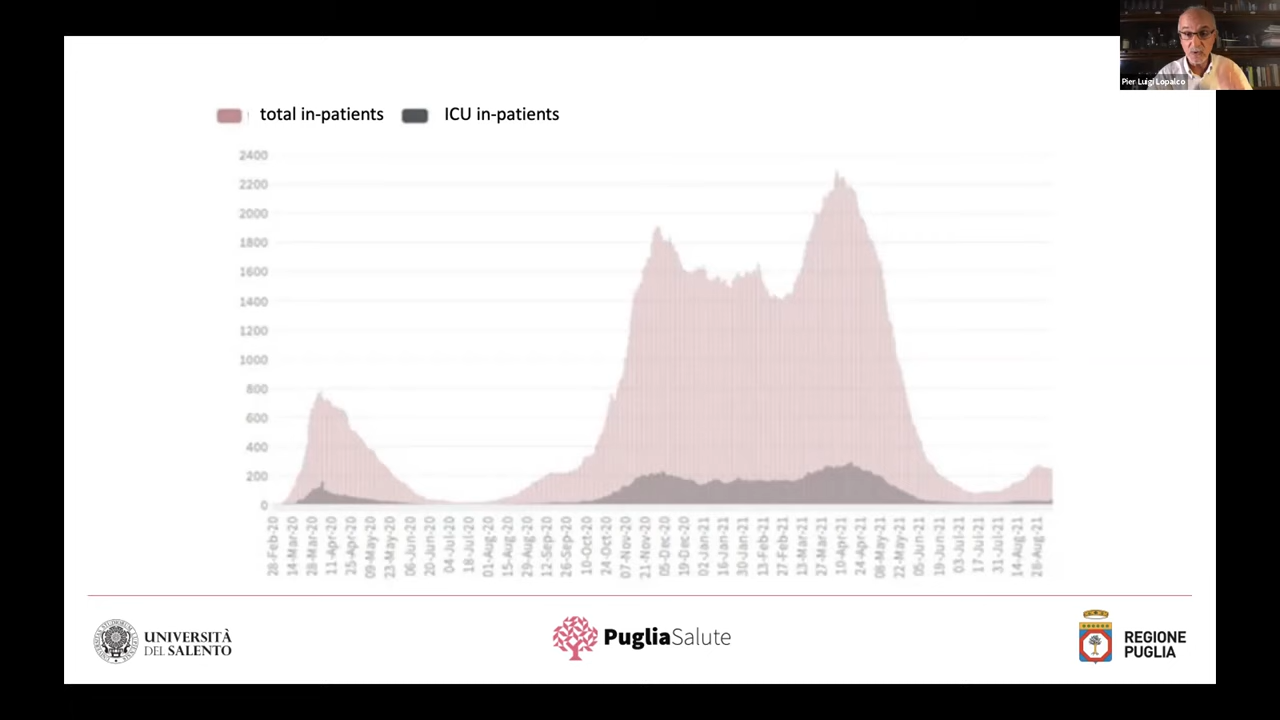 Pier Luigi Lopalco
total in-patients ICU in-patients
2400
2200
2000
1800
1600
1400
1200
1000
800
600
400
200
0
28-Feb-20
14-Mar-20
28-Mar-20
11-Apr-20
25-Apr-20
09-May-20
23-May-20
06-Jun-20
20-Jun-20
04-Jul-20
18-Jul-20
01-Aug-20
15-Aug-20
29-Aug-20
12-Sep-20
26-Sep-20
10-Oct-20
24-Oct-20
07-Nov-20
21-Nov-20
05-Dec-20
19-Dec-20
02-Jan-21
16-Jan-21
30-Jan-21
13-Feb-21
27-Feb-21
13-Mar-21
27-Mar-21
10-Apr-21
24-Apr-21
08-May-21
22-May-21
05-Jun-21
19-Jun-21
03-Jul-21
17-Jul-21
31-Jul-21
14-Aug-21
28-Aug-21
UNIVERSITÀ
DEL SALENTO
PugliaSalute
REGIONE
PUGLIA